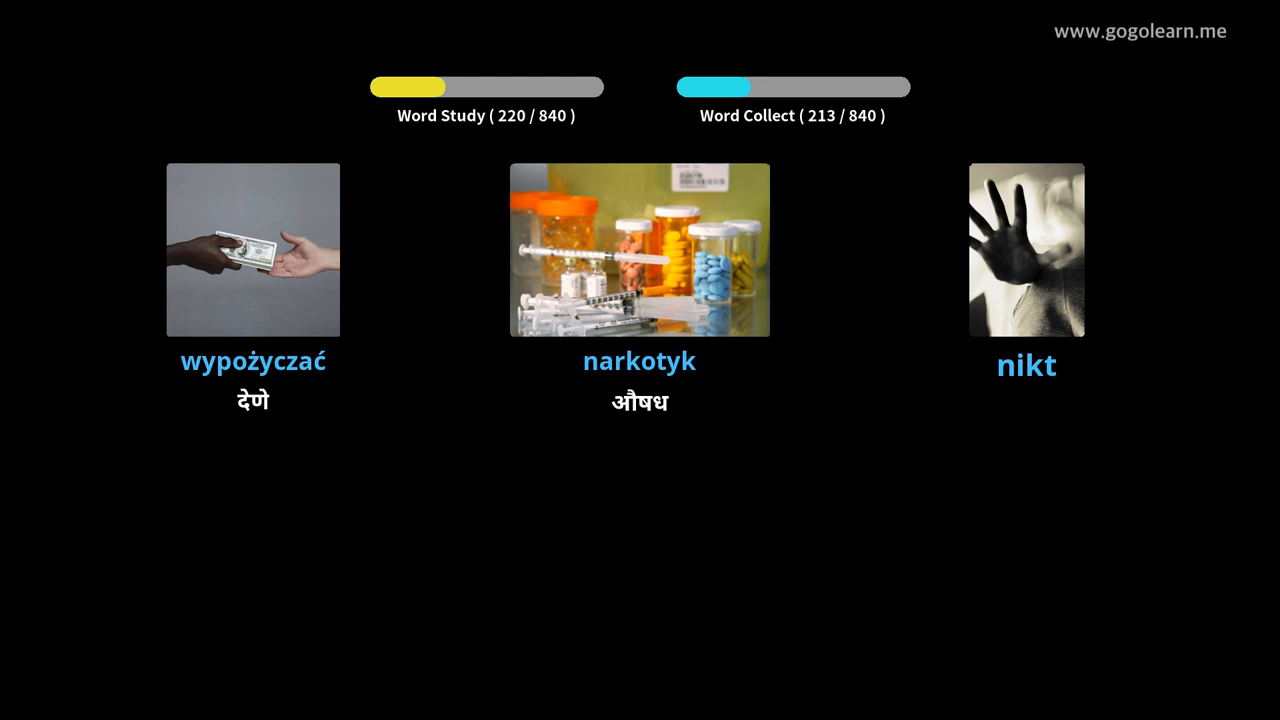 www.gogolearn.me
Word Study ( 220 / 840 )
Word Collect ( 213 / 840 )
wypożyczać
narkotyk
nikt
देणे
औषध